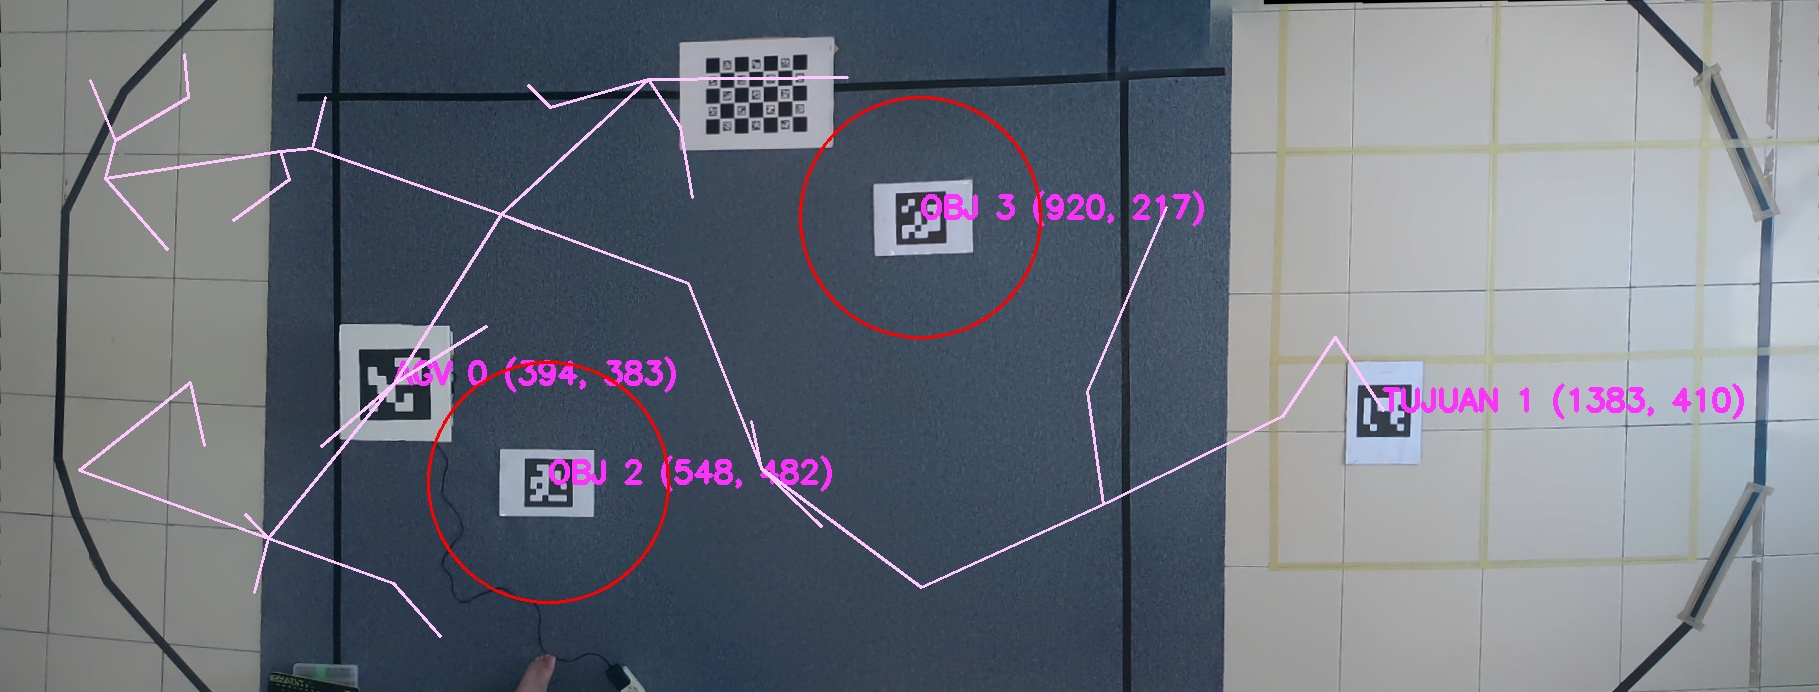 OBJ 3 (920, 217)
AGV 0 (394, 383)
TUJUAN 1 (1383, 410)
OBJ 2 (548, 482)